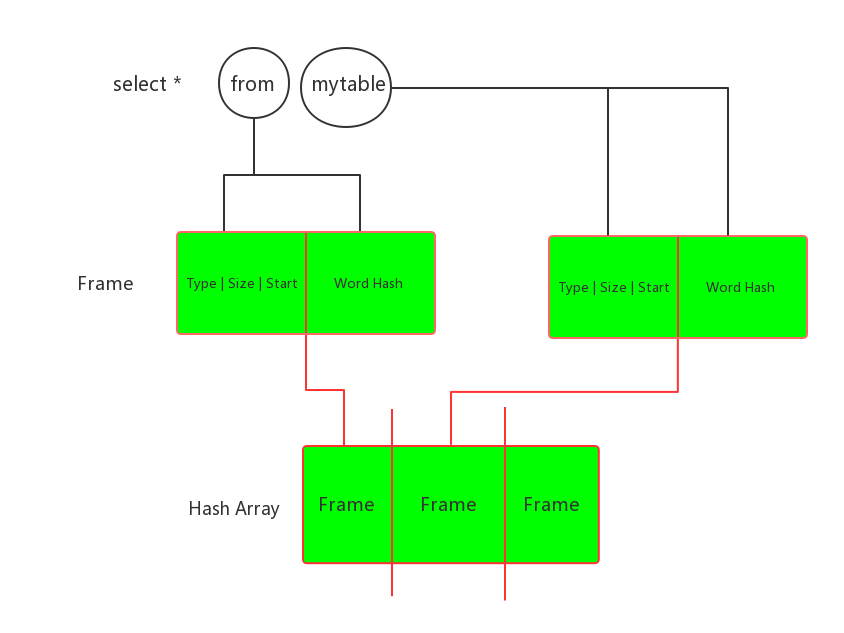 select * from mytable
Frame Type | Size | Start Word Hash Type | Size | Start Word Hash
Hash Array Frame Frame Frame